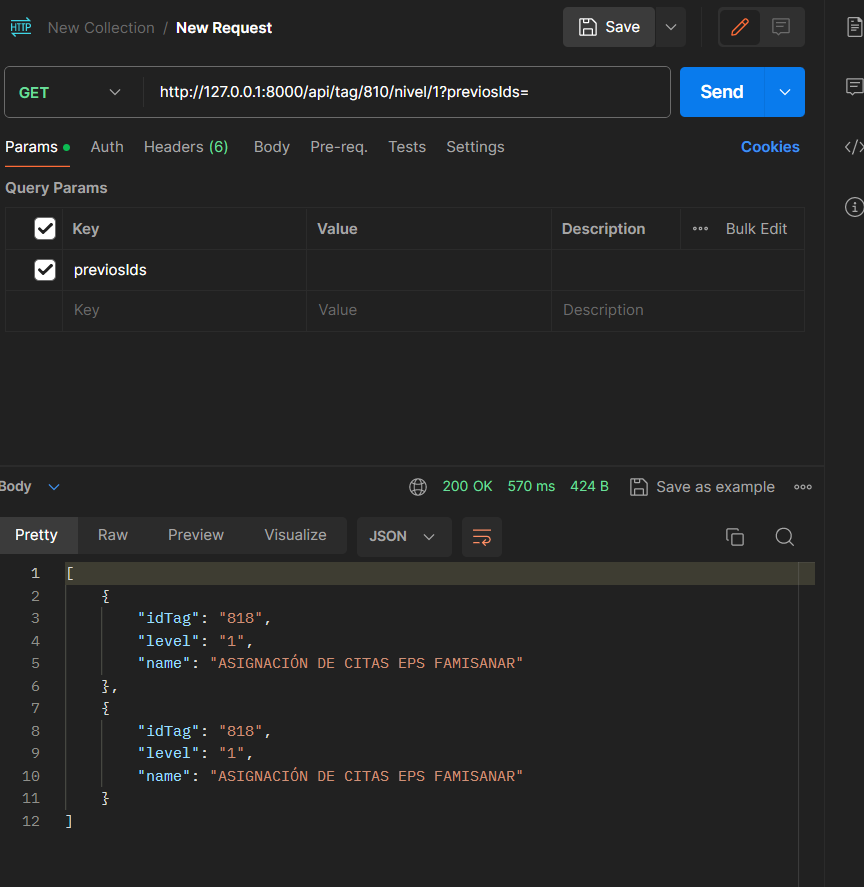 HTTP New Collection / New Request Save
GET http://127.0.0.1:8000/api/tag/810/nivel/1?previosIds= Send
Params Auth Headers (6) Body Pre-req. Tests Settings Cookies
Query Params
Key Value Description Bulk Edit
previosIds
Key Value Description
Body 200 OK 570 ms 424 B Save as example
Pretty Raw Preview Visualize JSON
1 [
2 {
3 "idTag": "818",
4 "level": "1",
5 "name": "ASIGNACIÓN DE CITAS EPS FAMISANAR"
6 },
7 {
8 "idTag": "818",
9 "level": "1",
10 "name": "ASIGNACIÓN DE CITAS EPS FAMISANAR"
11 }
12 ]